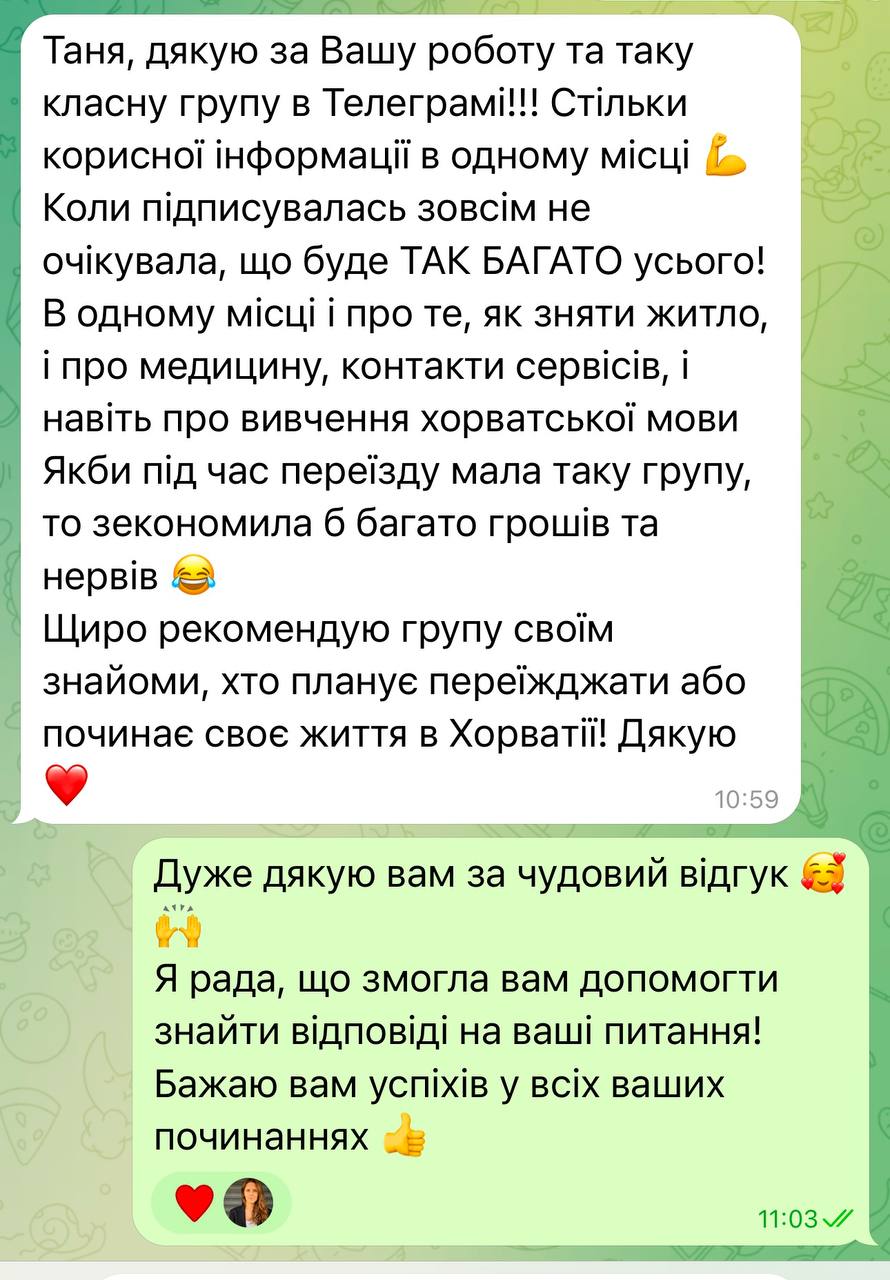 Таня, дякую за Вашу роботу та таку
класну групу в Телеграмі!!! Стільки
корисної інформації в одному місці 💪
Коли підписувалась зовсім не
очікувала, що буде ТАК БАГАТО усього!
В одному місці і про те, як зняти житло,
і про медицину, контакти сервісів, і
навіть про вивчення хорватської мови
Якби під час переїзду мала таку групу,
то зекономила б багато грошів та
нервів 😂
Щиро рекомендую групу своїм
знайоми, хто планує переїжджати або
починає своє життя в Хорватії! Дякую
❤️
10:59
Дуже дякую вам за чудовий відгук 🥰
🙌
Я рада, що змогла вам допомогти
знайти відповіді на ваші питання!
Бажаю вам успіхів у всіх ваших
починаннях 👍
❤️
11:03